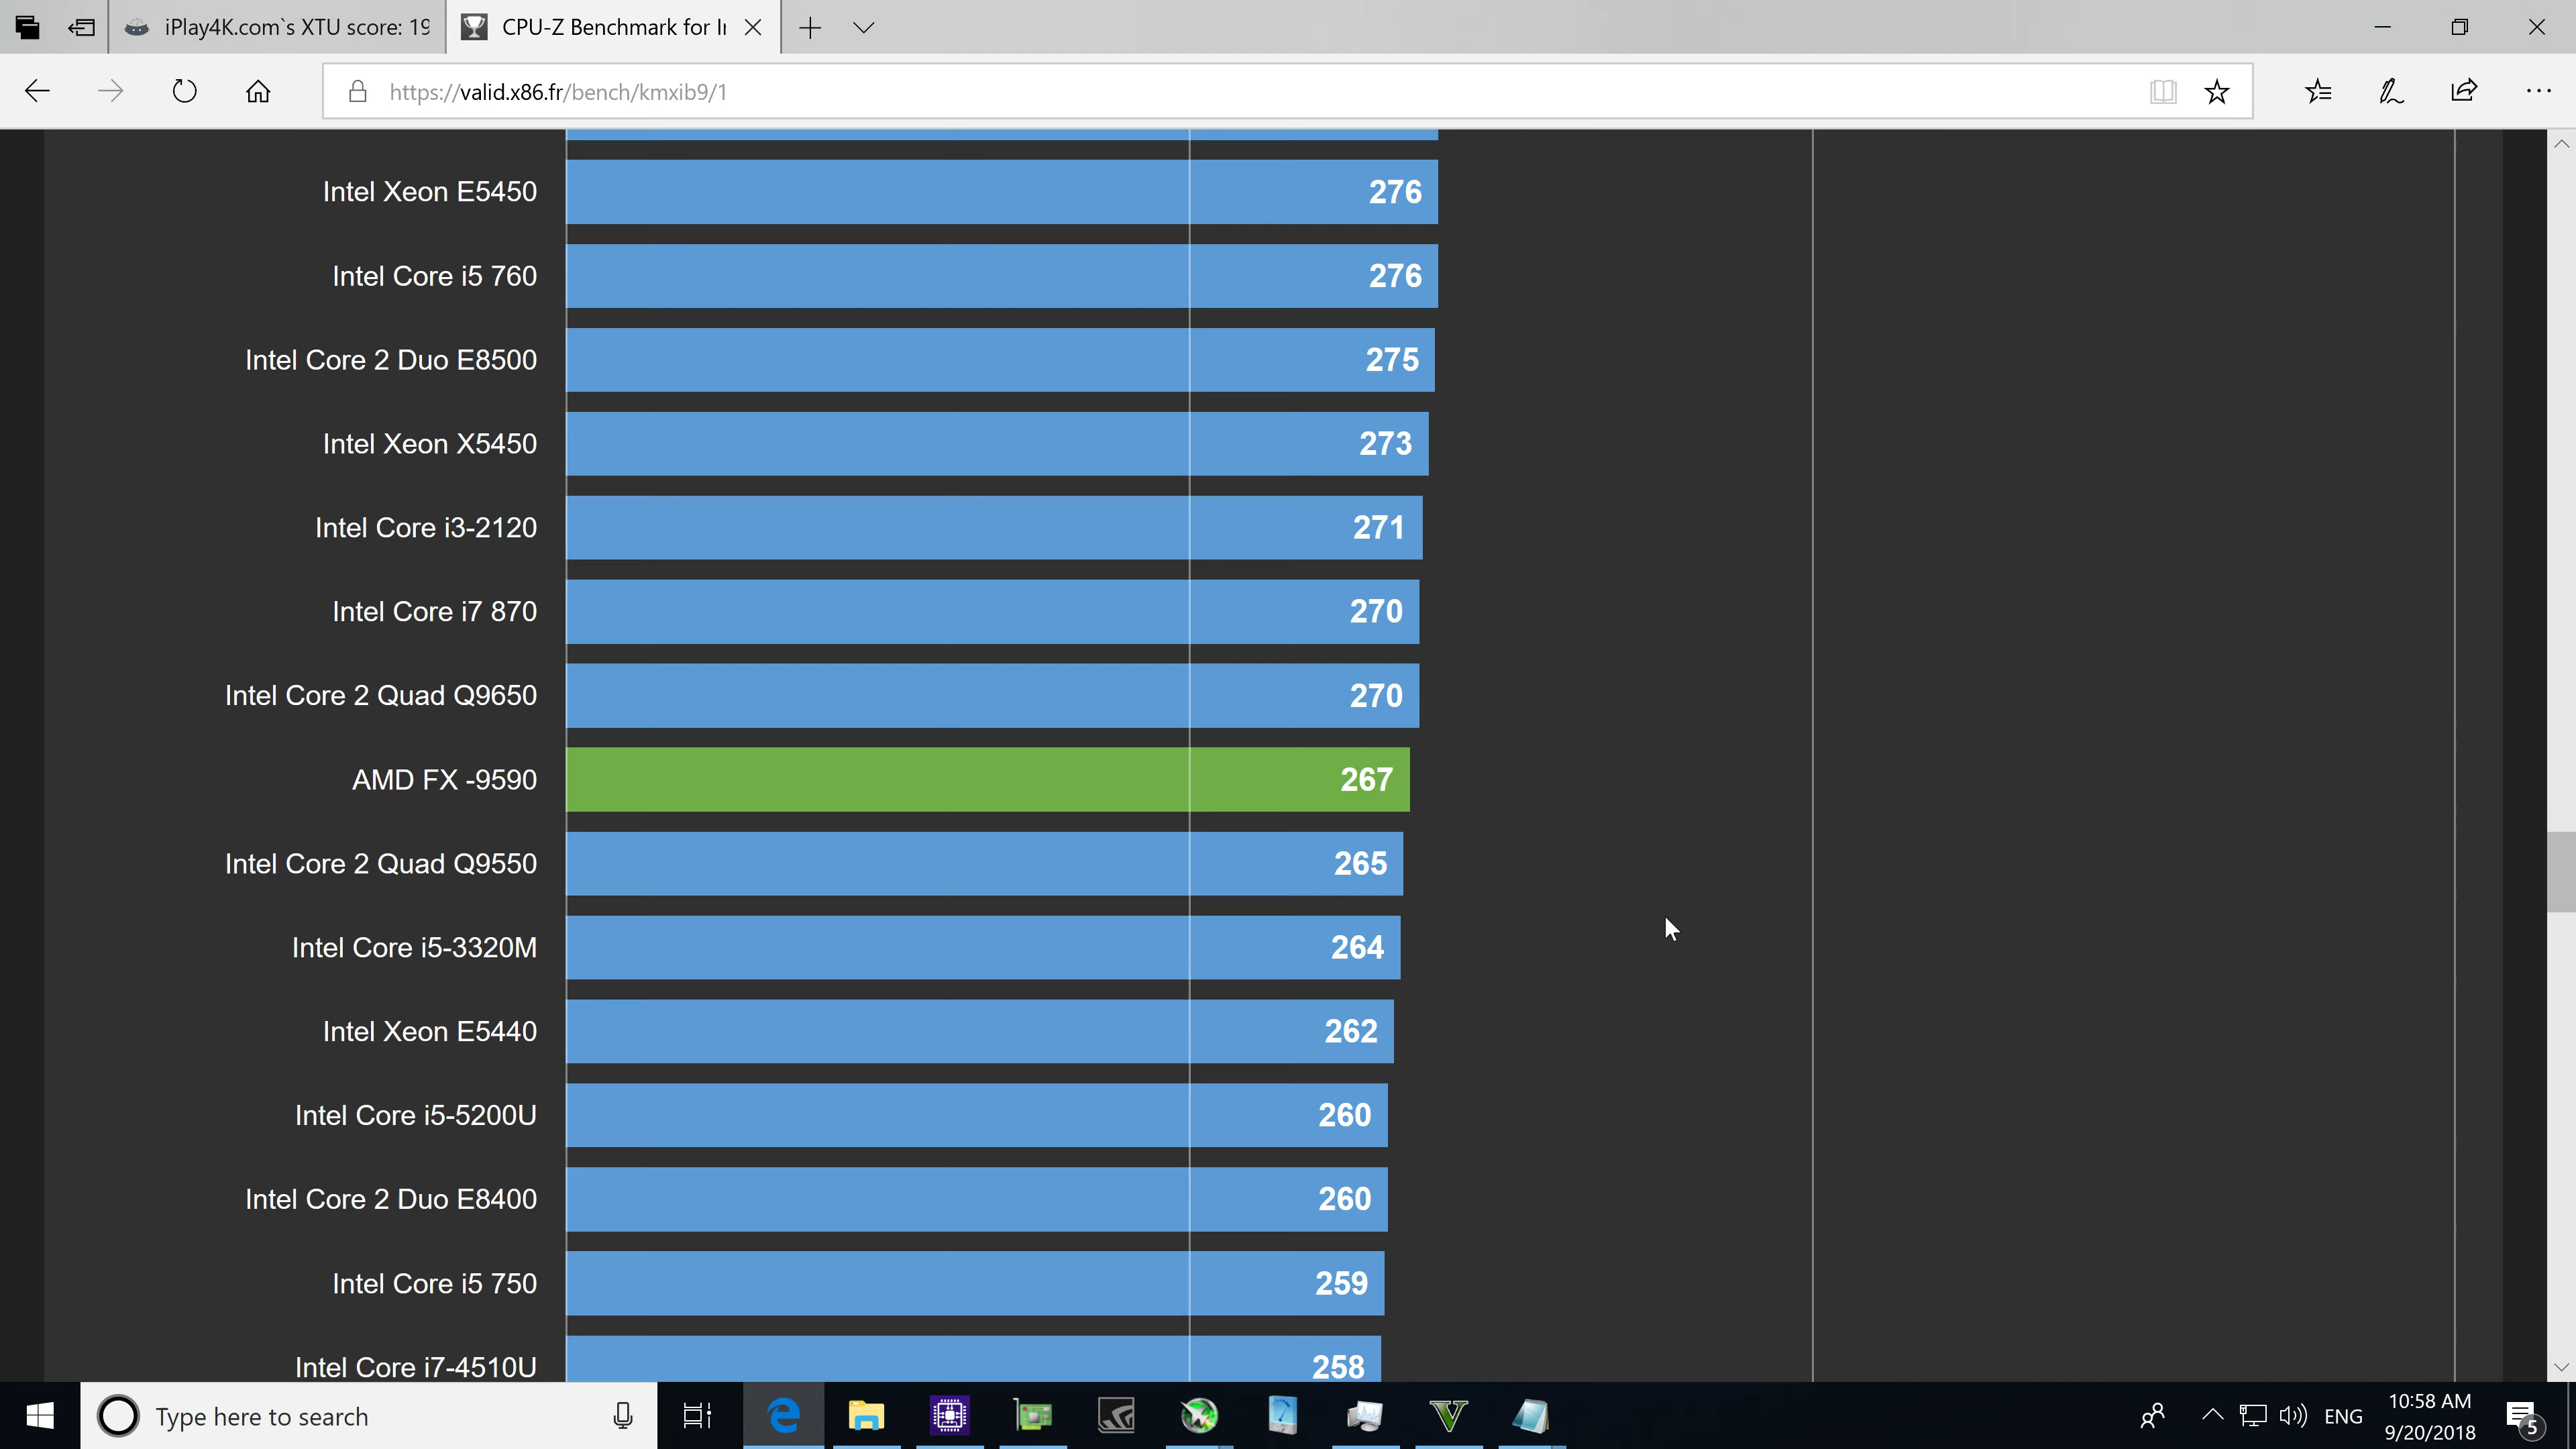 iPlay4K.com`s XTU score: 19
CPU-Z Benchmark for I
https://valid.x86.fr/bench/kmxib9/1
Intel Xeon E5450 276
Intel Core i5 760 276
Intel Core 2 Duo E8500 275
Intel Xeon X5450 273
Intel Core i3-2120 271
Intel Core i7 870 270
Intel Core 2 Quad Q9650 270
AMD FX -9590 267
Intel Core 2 Quad Q9550 265
Intel Core i5-3320M 264
Intel Xeon E5440 262
Intel Core i5-5200U 260
Intel Core 2 Duo E8400 260
Intel Core i5 750 259
Intel Core i7-4510U 258
Type here to search
ENG
10:58 AM
9/20/2018
5